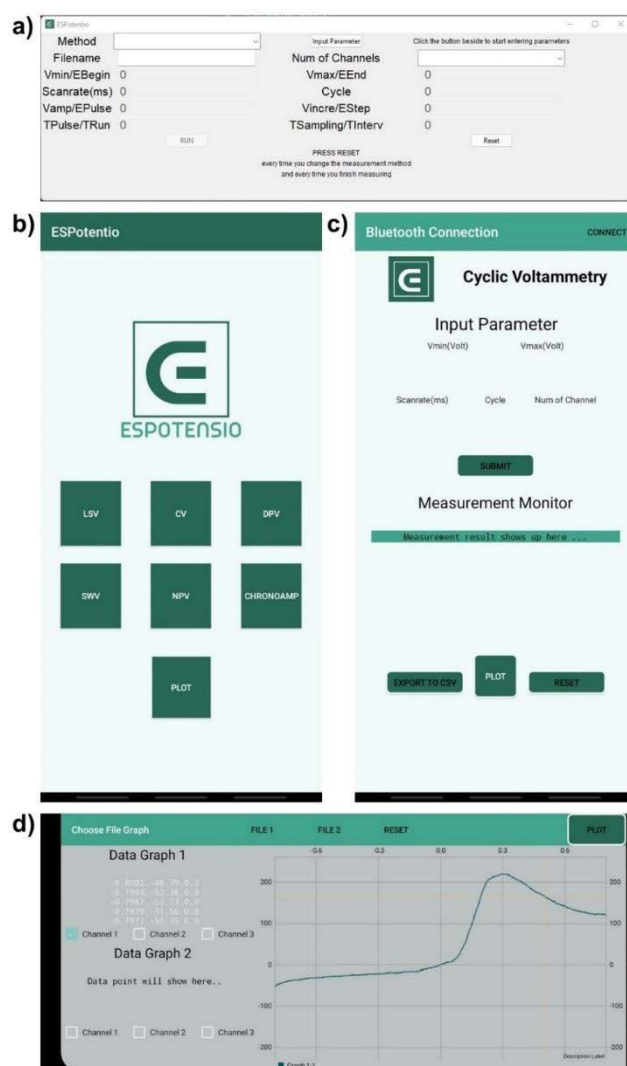 a)
ESPotentio
Method Input Parameter Click the button beside to start entering parameters
Filename Num of Channels
Vmin/EBegin 0 Vmax/EEnd 0
Scanrate(ms) 0 Cycle 0
Vamp/EPulse 0 Vincre/EStep 0
TPulse/TRun 0 TSampling/TInterv 0
RUN Reset
PRESS RESET
every time you change the measurement method
and every time you finish measuring
b)
ESPotentio
ESPOTENSIO
LSV CV DPV
SWV NPV CHRONOAMP
PLOT
c)
Bluetooth Connection CONNECT
Cyclic Voltammetry
Input Parameter
Vmin(Volt) Vmax(Volt)
Scanrate(ms) Cycle Num of Channel
SUBMIT
Measurement Monitor
Measurement result shows up here ...
EXPORT TO CSV PLOT RESET
d)
Choose File Graph FILE 1 FILE 2 RESET PLOT
Data Graph 1
Channel 1 Channel 2 Channel 3
Data Graph 2
Data point will show here..
Channel 1 Channel 2 Channel 3
-0.6 -0.3 0.0 0.3 0.6
200 200
100 100
0 0
-100 -100
-200 -200
Description Label
Graph 1-1